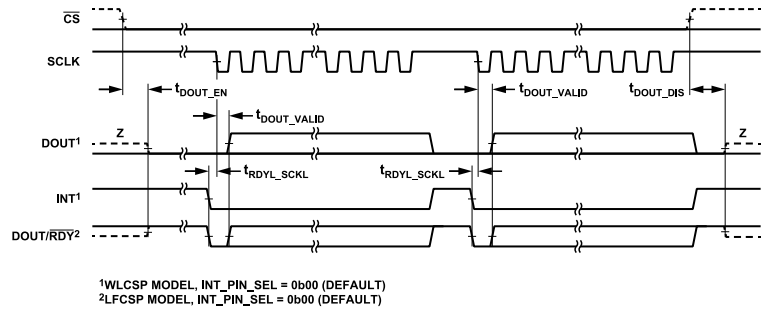 CS
SCLK
tDOUT_EN
tDOUT_VALID
tDOUT_DIS
tDOUT_VALID
Z
Z
DOUT1
tRDYL_SCKL
tRDYL_SCKL
INT1
DOUT/RDY2
1WLCSP MODEL, INT_PIN_SEL = 0b00 (DEFAULT)
2LFCSP MODEL, INT_PIN_SEL = 0b00 (DEFAULT)